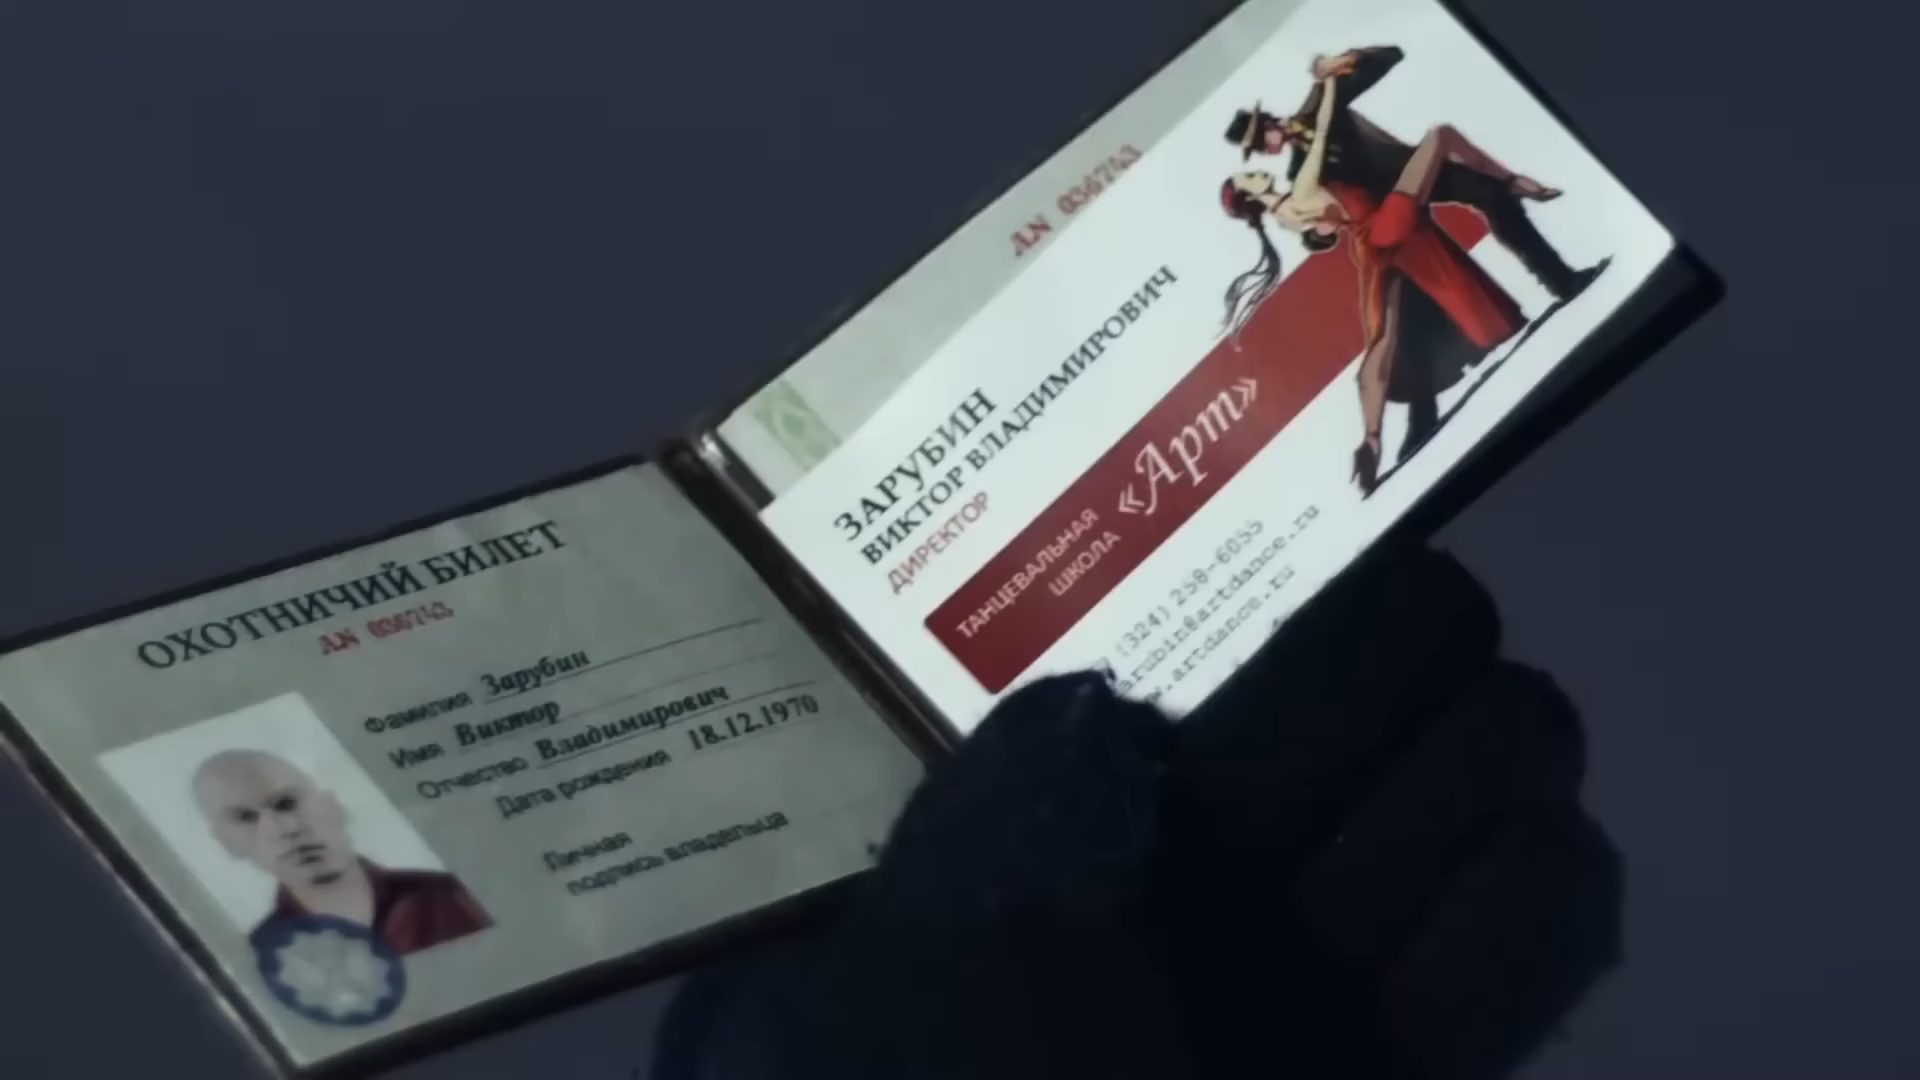 ОХОТНИЧИЙ БИЛЕТ
AN 036743
Фамилия Зарубин
Имя Виктор
Отчество Владимирович
Дата рождения 18.12.1970
Личная
подпись владельца
AN 036743
ЗАРУБИН
ВИКТОР ВЛАДИМИРОВИЧ
ДИРЕКТОР
ТАНЦЕВАЛЬНАЯ
ШКОЛА «Арт»
(324) 258-6055
arubin@artdance.ru
w.artdance.ru